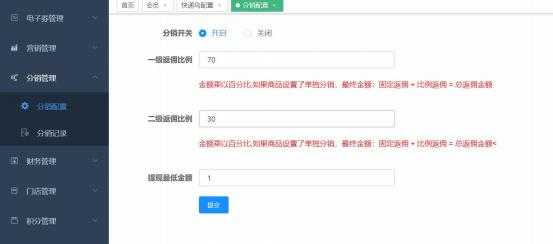 电子券管理
营销管理
分销管理
分销配置
分销记录
财务管理
门店管理
积分管理
首页 会员 × 快递鸟配置 × 分销配置 ×
分销开关 开启 关闭
一级返佣比例 70
金额乘以百分比,如果商品设置了单独分销，最终金额：固定返佣 + 比例返佣 = 总返佣金额
二级返佣比例 30
金额乘以百分比,如果商品设置了单独分销，最终金额：固定返佣 + 比例返佣 = 总返佣金额<
提现最低金额 1
提交